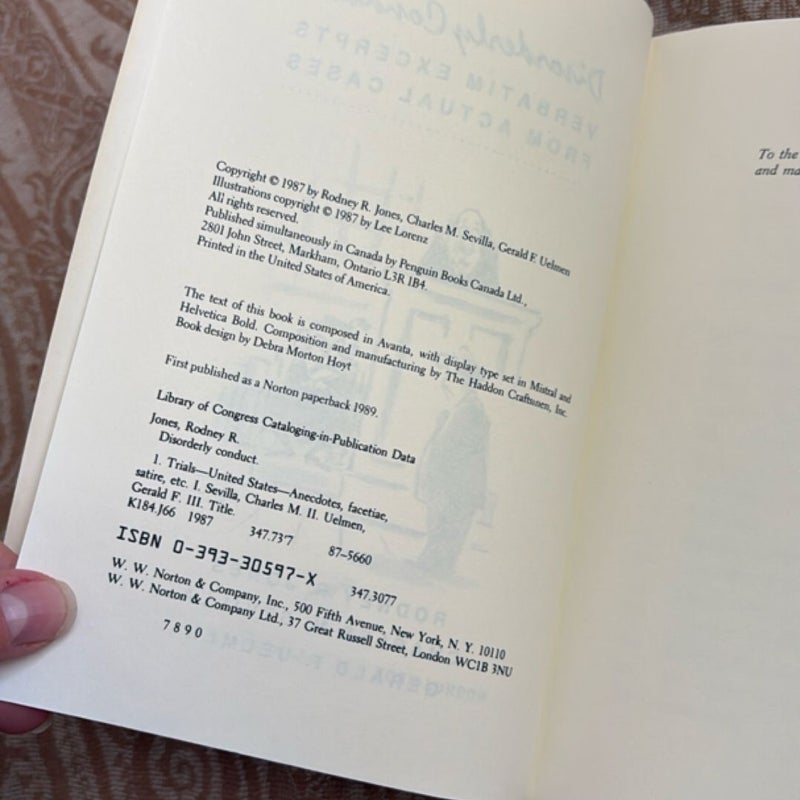 Copyright © 1987 by Rodney R. Jones, Charles M. Sevilla, Gerald F. Uelmen
Illustrations copyright © 1987 by Lee Lorenz
All rights reserved.
Published simultaneously in Canada by Penguin Books Canada Ltd.,
2801 John Street, Markham, Ontario L3R 1B4.
Printed in the United States of America.
The text of this book is composed in Avanta, with display type set in Mistral and
Helvetica Bold. Composition and manufacturing by The Haddon Craftsmen, Inc.
Book design by Debra Morton Hoyt
First published as a Norton paperback 1989.
Library of Congress Cataloging-in-Publication Data
Jones, Rodney R.
Disorderly conduct.
1. Trials—United States—Anecdotes, facetiae,
satire, etc. I. Sevilla, Charles M. II. Uelmen,
Gerald F. III. Title.
K184.J66 1987 347.73'7 87-5660
347.3077
ISBN 0-393-30597-X
W. W. Norton & Company, Inc., 500 Fifth Avenue, New York, N. Y. 10110
W. W. Norton & Company Ltd., 37 Great Russell Street, London WC1B 3NU
7 8 9 0
To the
and ma